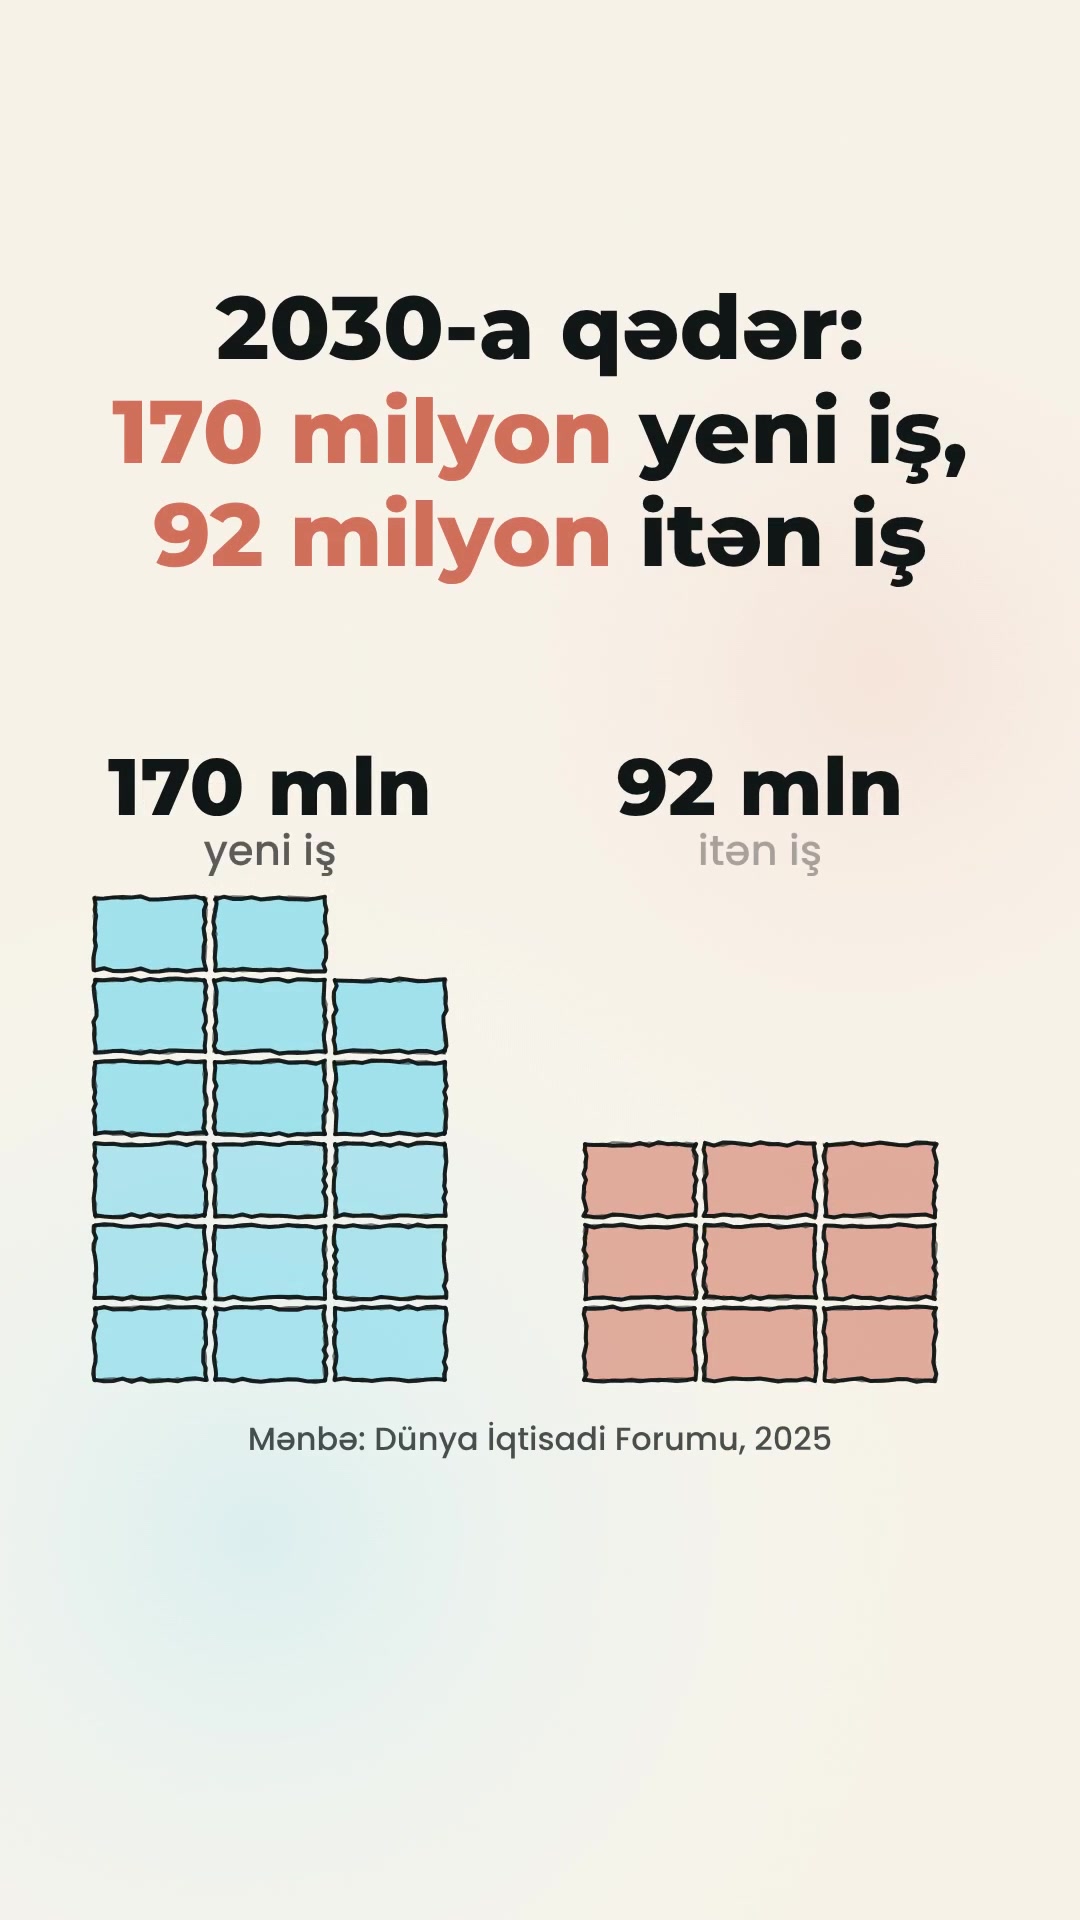 2030-a qədər:
170 milyon yeni iş,
92 milyon itən iş
170 mln
yeni iş
92 mln
itən iş
Mənbə: Dünya İqtisadi Forumu, 2025